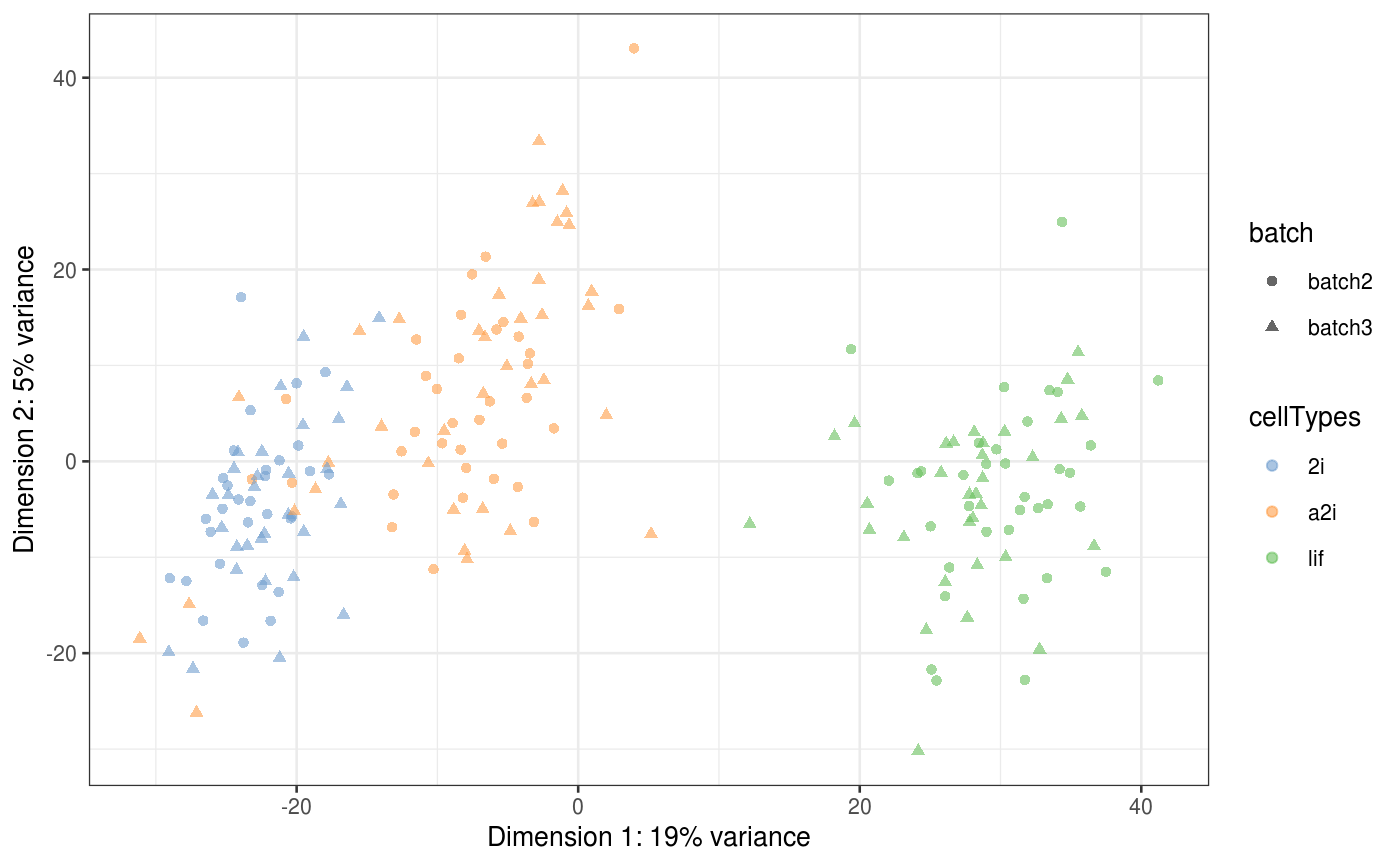 40
20
0
-20
-20
0
20
40
Dimension 1: 19% variance
Dimension 2: 5% variance
batch
batch2
batch3
cellTypes
2i
a2i
lif